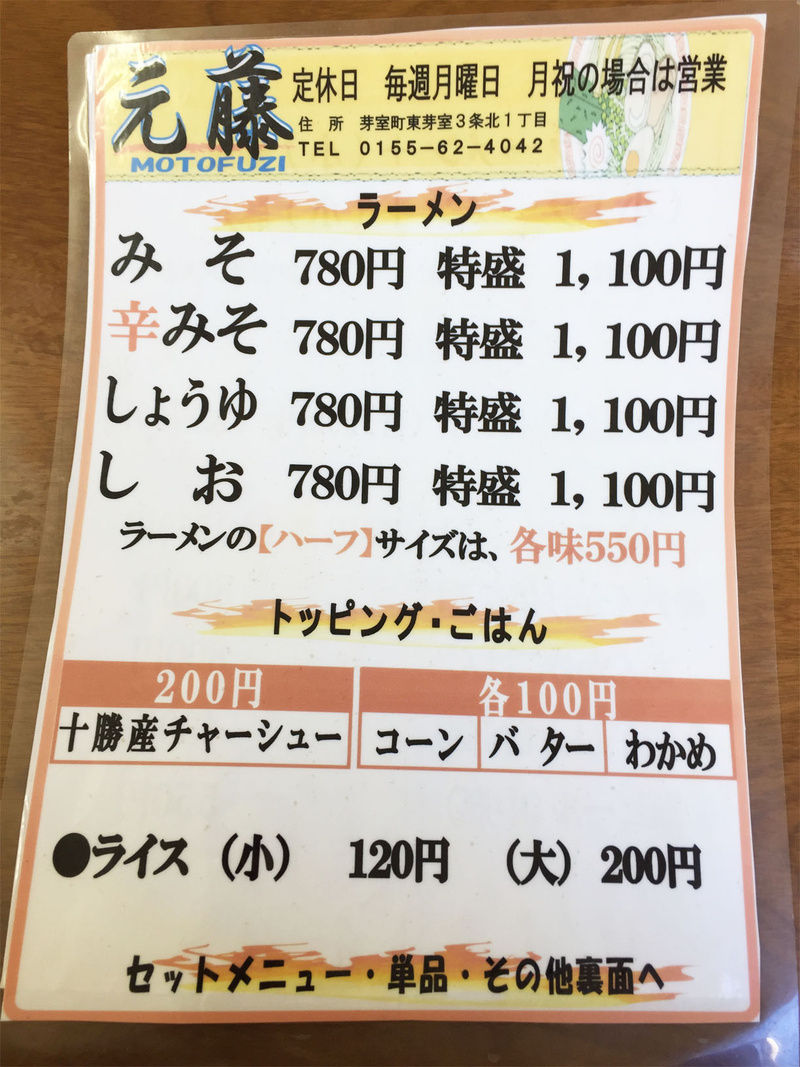 元藤
MOTOFUZI
定休日 毎週月曜日 月祝の場合は営業
住 所 芽室町東芽室3条北1丁目
TEL 0155-62-4042
ラーメン
みそ 780円 特盛 1,100円
辛みそ 780円 特盛 1,100円
しょうゆ 780円 特盛 1,100円
しお 780円 特盛 1,100円
ラーメンの【ハーフ】サイズは、各味550円
トッピング・ごはん
200円 各100円
十勝産チャーシュー コーン バター わかめ
●ライス (小) 120円 (大) 200円
セットメニュー・単品・その他裏面へ